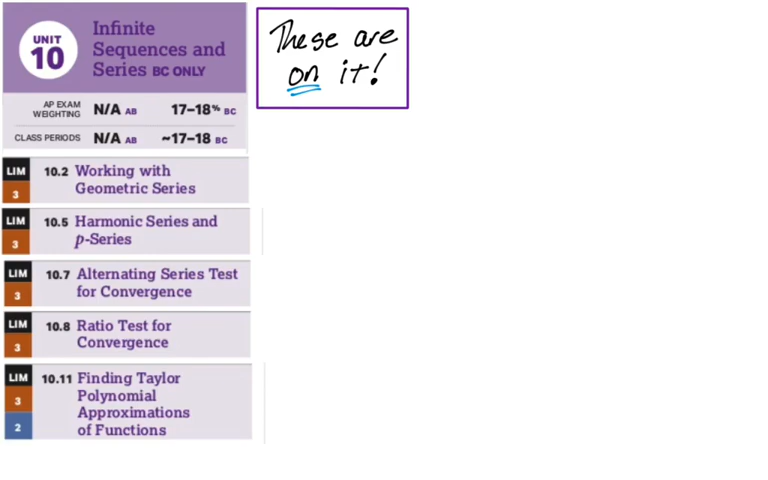 UNIT
10
Infinite
Sequences and
Series BC ONLY
These are
on it!
AP EXAM
WEIGHTING
N/A AB 17–18% BC
CLASS PERIODS N/A AB ~17–18 BC
LIM
3
10.2 Working with
Geometric Series
LIM
3
10.5 Harmonic Series and
p-Series
LIM
3
10.7 Alternating Series Test
for Convergence
LIM
3
10.8 Ratio Test for
Convergence
LIM
3
2
10.11 Finding Taylor
Polynomial
Approximations
of Functions